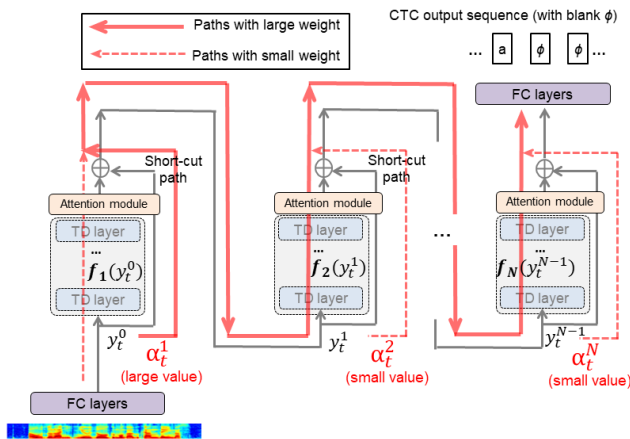 Paths with large weight
Paths with small weight
CTC output sequence (with blank ϕ)
... a ϕ ϕ ...
FC layers
Short-cut path
Attention module
TD layer
...
f₁(yₜ⁰)
TD layer
yₜ⁰
αₜ¹
(large value)
FC layers
Short-cut path
Attention module
TD layer
...
f₂(yₜ¹)
TD layer
yₜ¹
αₜ²
(small value)
...
Attention module
TD layer
...
f_N(yₜᴺ⁻¹)
TD layer
yₜᴺ⁻¹
αₜᴺ
(small value)